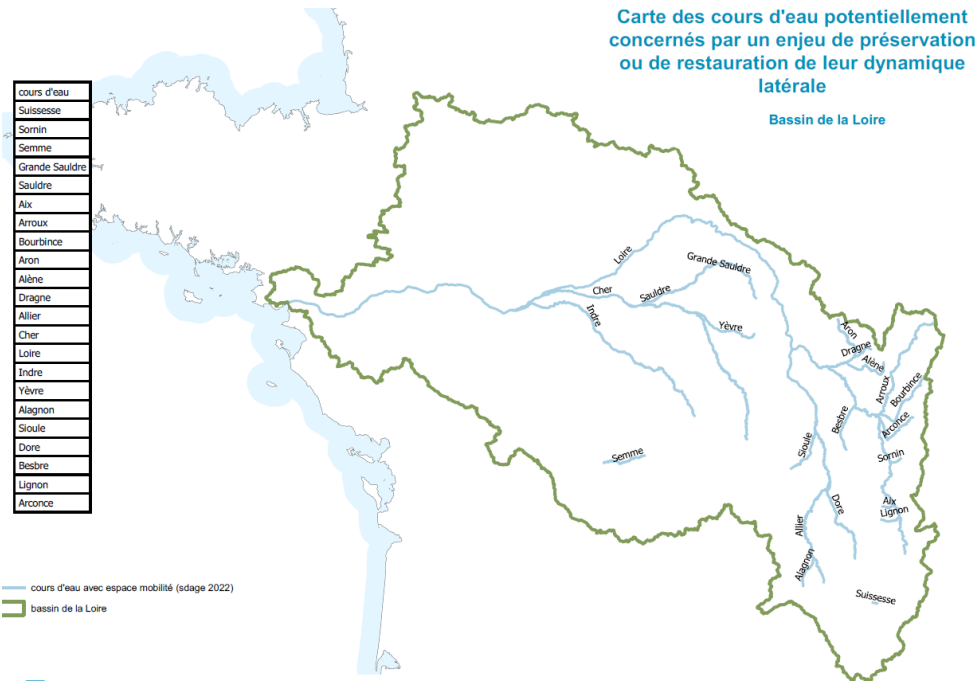 Carte des cours d'eau potentiellement
concernés par un enjeu de préservation
ou de restauration de leur dynamique
latérale
Bassin de la Loire
cours d'eau
Suissesse
Sornin
Semme
Grande Sauldre
Sauldre
Aix
Arroux
Bourbince
Aron
Alène
Dragne
Allier
Cher
Loire
Indre
Yèvre
Alagnon
Sioule
Dore
Besbre
Lignon
Arconce
Loire
Grande Sauldre
Cher
Sauldre
Indre
Yèvre
Aron
Dragne
Alène
Arroux
Bourbince
Besbre
Arconce
Sioule
Semme
Sornin
Dore
Aix
Lignon
Allier
Alagnon
Suissesse
cours d'eau avec espace mobilité (sdage 2022)
bassin de la Loire